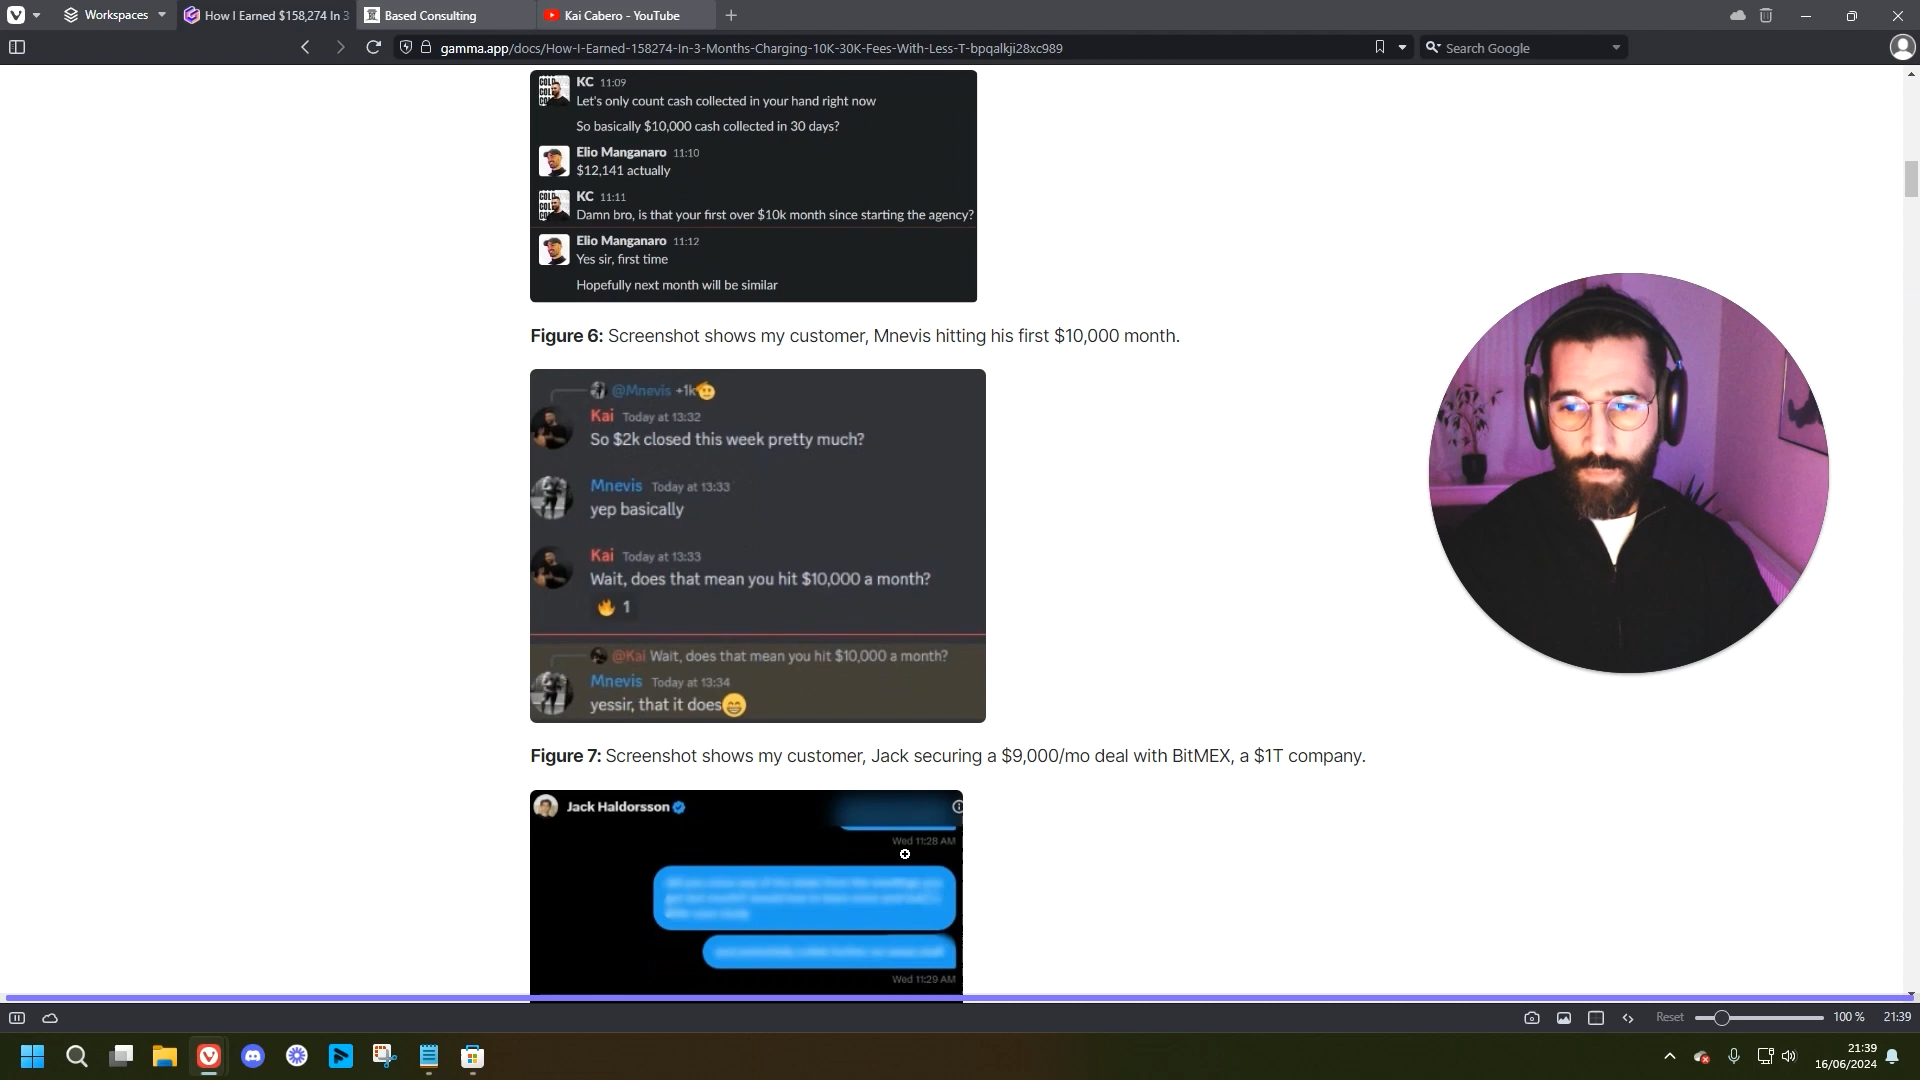 Workspaces
How I Earned $158,274 In 3
Based Consulting
Kai Cabero - YouTube
gamma.app/docs/How-I-Earned-158274-In-3-Months-Charging-10K-30K-Fees-With-Less-T-bpqalkji28xc989
Search Google
KC 11:09
Let's only count cash collected in your hand right now
So basically $10,000 cash collected in 30 days?
Elio Manganaro 11:10
$12,141 actually
KC 11:11
Damn bro, is that your first over $10k month since starting the agency?
Elio Manganaro 11:12
Yes sir, first time
Hopefully next month will be similar
Figure 6: Screenshot shows my customer, Mnevis hitting his first $10,000 month.
@Mnevis +1k
Kai Today at 13:32
So $2k closed this week pretty much?
Mnevis Today at 13:33
yep basically
Kai Today at 13:33
Wait, does that mean you hit $10,000 a month?
1
@Kai Wait, does that mean you hit $10,000 a month?
Mnevis Today at 13:34
yessir, that it does
Figure 7: Screenshot shows my customer, Jack securing a $9,000/mo deal with BitMEX, a $1T company.
Jack Haldorsson
Wed 11:28 AM
Wed 11:29 AM
Reset
100 %
21:39
21:39
16/06/2024